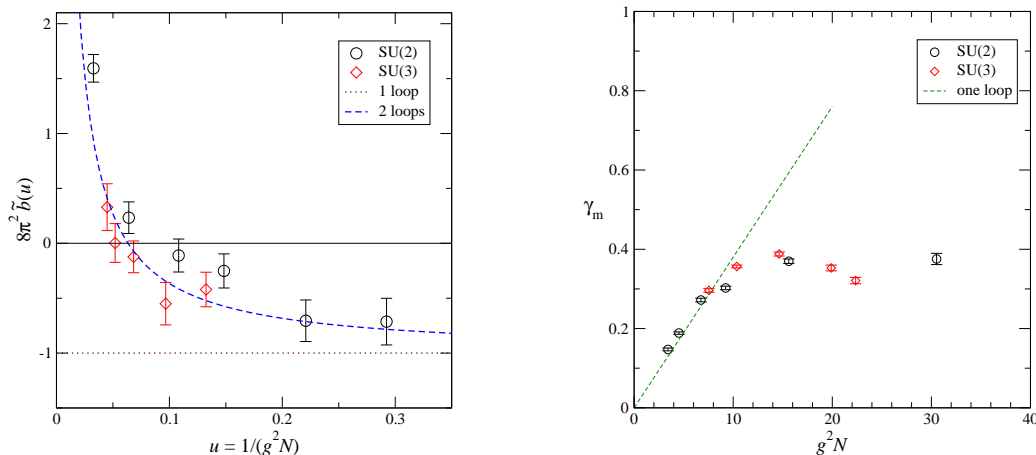 2
1
0
-1
8π² b̃(u)
SU(2)
SU(3)
1 loop
2 loops
0
0.1
0.2
0.3
u = 1/(g²N)
1
0.8
0.6
0.4
0.2
0
γₘ
SU(2)
SU(3)
one loop
0
10
20
30
40
g²N